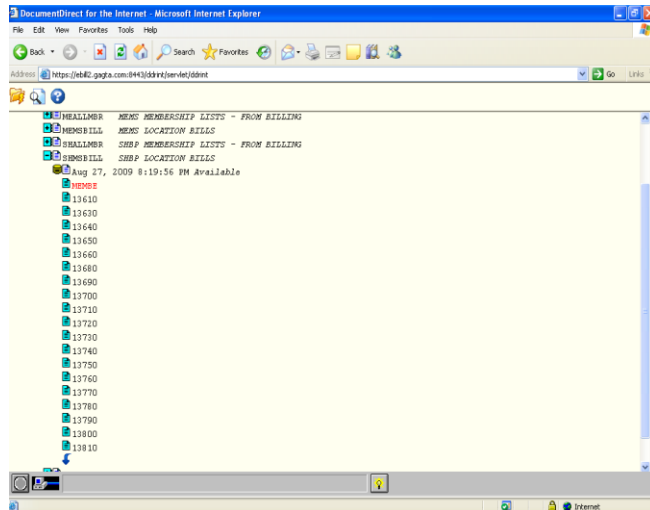 DocumentDirect for the Internet - Microsoft Internet Explorer
File Edit View Favorites Tools Help
Back Search Favorites
Address https://ebill2.gagta.com:8443/ddrint/servlet/ddrint Go Links
MEALLMBR MEMS MEMBERSHIP LISTS - FROM BILLING
MEMSBILL MEMS LOCATION BILLS
SHALLMBR SHBP MEMBERSHIP LISTS - FROM BILLING
SHMSBILL SHBP LOCATION BILLS
Aug 27, 2009 8:19:56 PM Available
MEMBE
13610
13630
13640
13650
13660
13680
13690
13700
13710
13720
13730
13740
13750
13760
13770
13780
13790
13800
13810
Internet